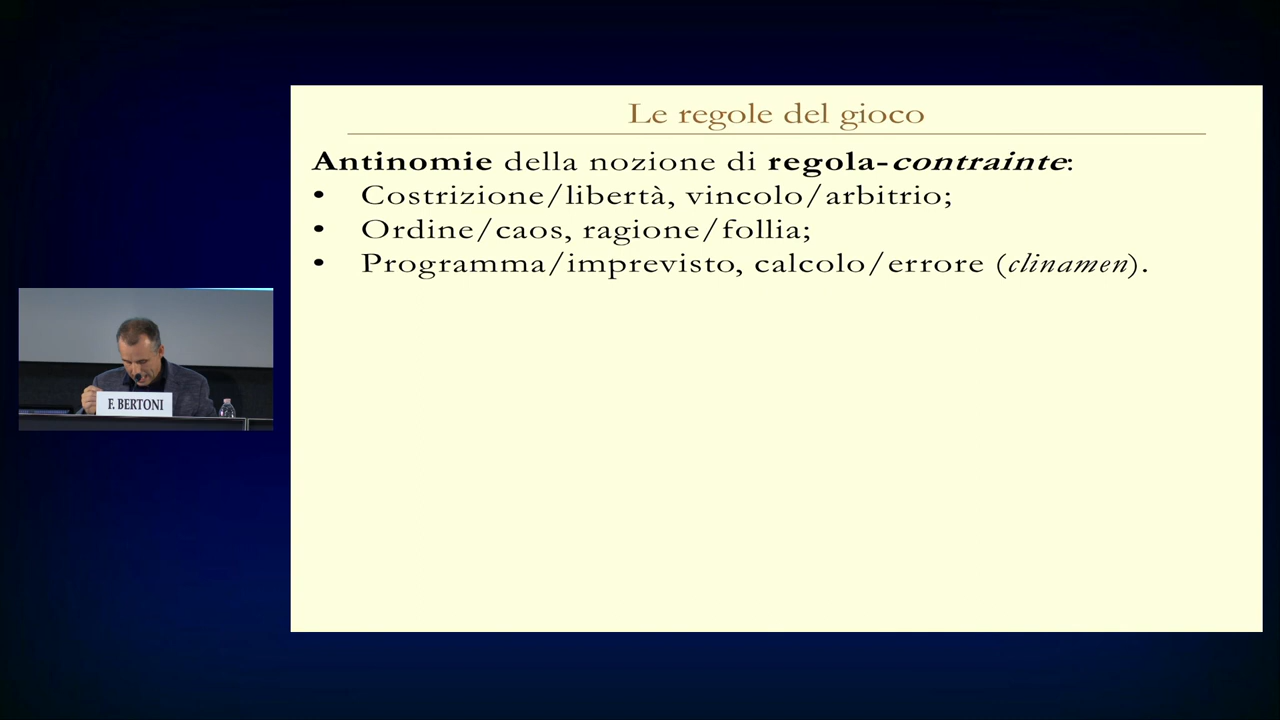 Le regole del gioco
Antinomie della nozione di regola-contrainte:
• Costrizione/libertà, vincolo/arbitrio;
• Ordine/caos, ragione/follia;
• Programma/imprevisto, calcolo/errore (clinamen).
F. BERTONI